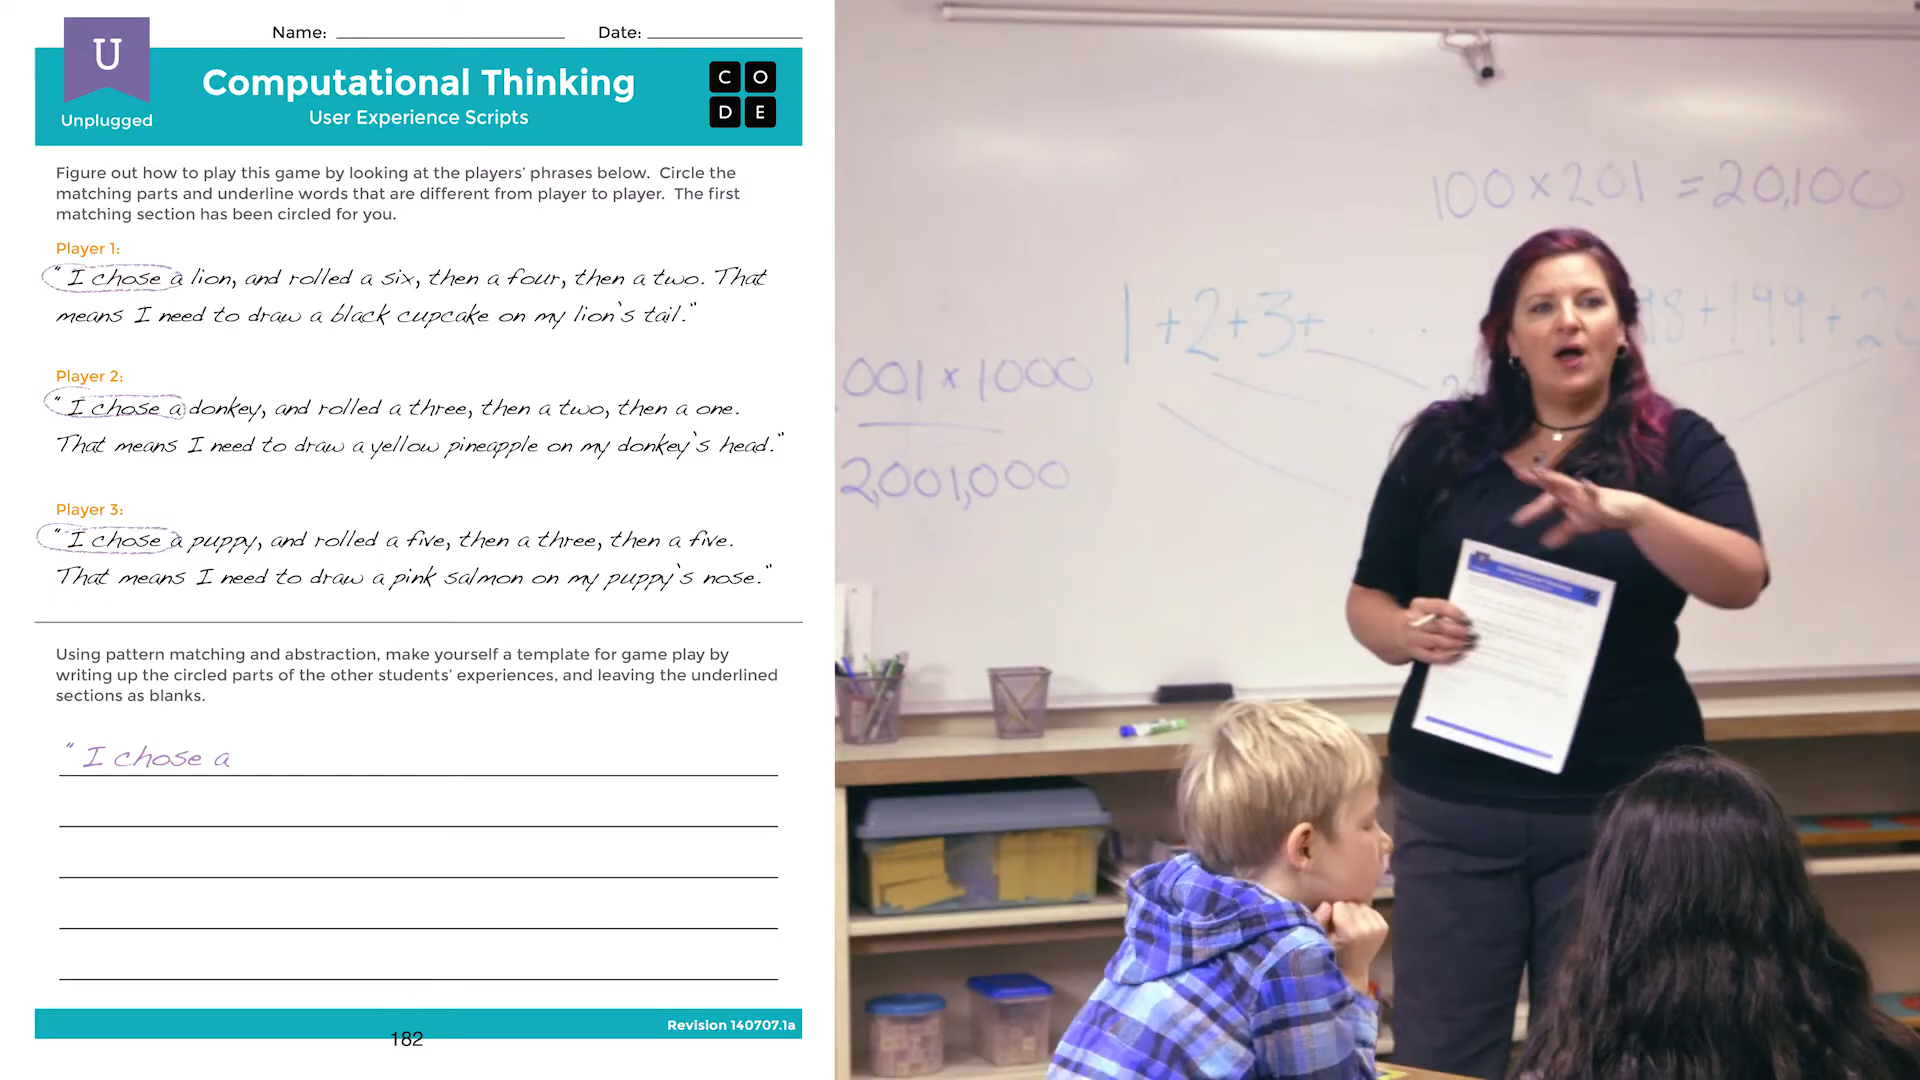 Name: Date:
U
Unplugged
Computational Thinking
User Experience Scripts
C O
D E
Figure out how to play this game by looking at the players' phrases below. Circle the
matching parts and underline words that are different from player to player. The first
matching section has been circled for you.
Player 1:
"I chose a lion, and rolled a six, then a four, then a two. That
means I need to draw a black cupcake on my lion's tail."
Player 2:
"I chose a donkey, and rolled a three, then a two, then a one.
That means I need to draw a yellow pineapple on my donkey's head."
Player 3:
"I chose a puppy, and rolled a five, then a three, then a five.
That means I need to draw a pink salmon on my puppy's nose."
Using pattern matching and abstraction, make yourself a template for game play by
writing up the circled parts of the other students' experiences, and leaving the underlined
sections as blanks.
"I chose a
Revision 140707.1a
182
100 x 201 = 20,100
1 + 2 + 3 + . . 98 + 199 + 20
001 x 1000
2,001,000